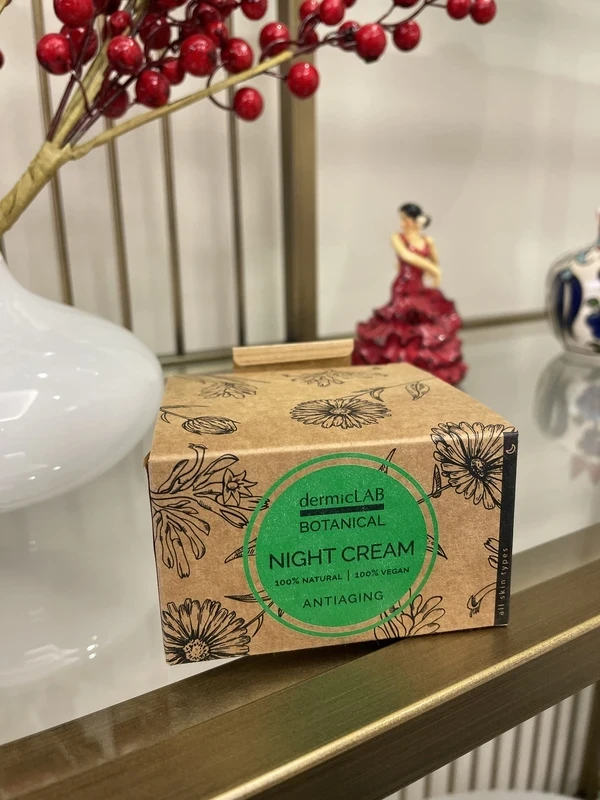 dermicLAB
BOTANICAL
NIGHT CREAM
100% NATURAL | 100% VEGAN
ANTIAGING
all skin types